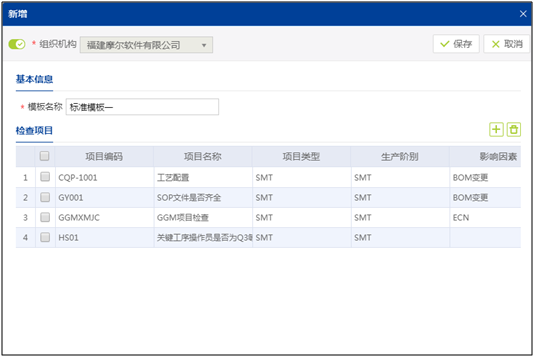 新增
* 组织机构 福建摩尔软件有限公司 保存 取消
基本信息
* 模板名称 标准模板一
检查项目
项目编码 项目名称 项目类型 生产阶别 影响因素
1 CQP-1001 工艺配置 SMT SMT BOM变更
2 GY001 SOP文件是否齐全 SMT SMT BOM变更
3 GGMXMJC GGM项目检查 SMT SMT ECN
4 HS01 关键工序操作员是否为Q3 SMT SMT